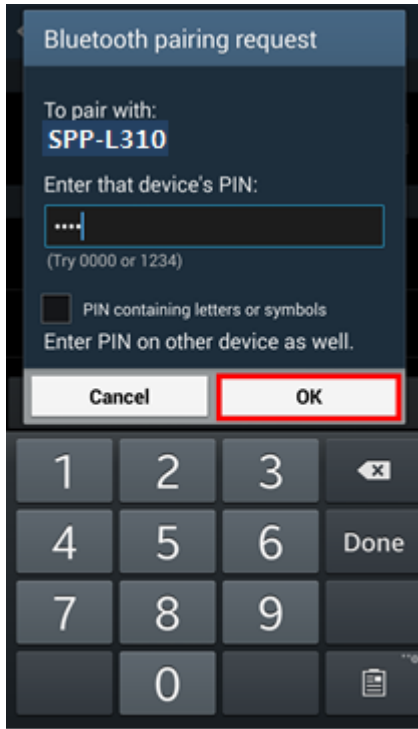 Bluetooth pairing request
To pair with:
SPP-L310
Enter that device's PIN:
••••
(Try 0000 or 1234)
PIN containing letters or symbols
Enter PIN on other device as well.
Cancel OK
1 2 3
4 5 6 Done
7 8 9
0